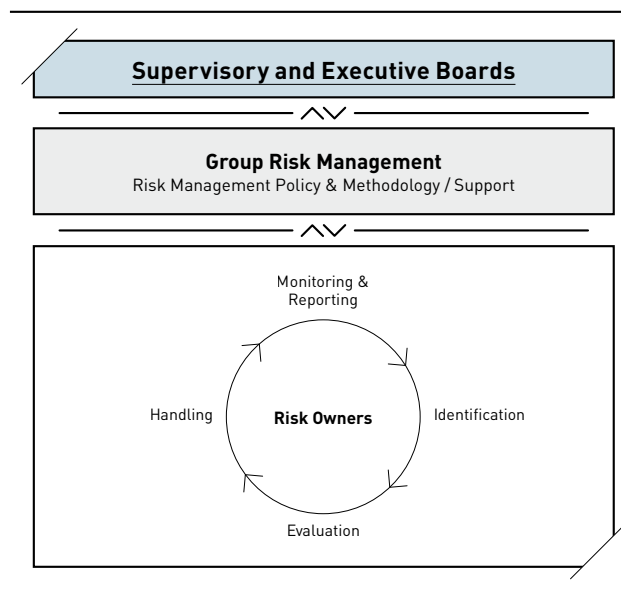 Supervisory and Executive Boards
Group Risk Management
Risk Management Policy & Methodology / Support
Monitoring &
Reporting
Handling
Risk Owners
Identification
Evaluation